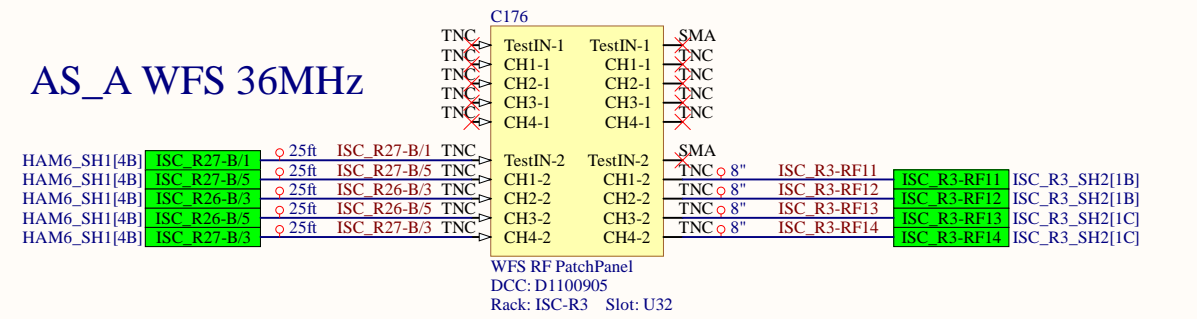 C176
AS_A WFS 36MHz
TNC TestIN-1 TestIN-1 SMA
TNC CH1-1 CH1-1 TNC
TNC CH2-1 CH2-1 TNC
TNC CH3-1 CH3-1 TNC
TNC CH4-1 CH4-1 TNC
HAM6_SH1[4B] ISC_R27-B/1 25ft ISC_R27-B/1 TNC TestIN-2 TestIN-2 SMA
HAM6_SH1[4B] ISC_R27-B/5 25ft ISC_R27-B/5 TNC CH1-2 CH1-2 TNC 8" ISC_R3-RF11 ISC_R3-RF11 ISC_R3_SH2[1B]
HAM6_SH1[4B] ISC_R26-B/3 25ft ISC_R26-B/3 TNC CH2-2 CH2-2 TNC 8" ISC_R3-RF12 ISC_R3-RF12 ISC_R3_SH2[1B]
HAM6_SH1[4B] ISC_R26-B/5 25ft ISC_R26-B/5 TNC CH3-2 CH3-2 TNC 8" ISC_R3-RF13 ISC_R3-RF13 ISC_R3_SH2[1C]
HAM6_SH1[4B] ISC_R27-B/3 25ft ISC_R27-B/3 TNC CH4-2 CH4-2 TNC 8" ISC_R3-RF14 ISC_R3-RF14 ISC_R3_SH2[1C]
WFS RF PatchPanel
DCC: D1100905
Rack: ISC-R3 Slot: U32